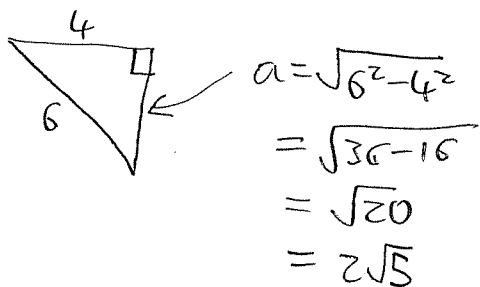 4
6
a = √(6² − 4²)
= √(36 − 16)
= √20
= 2√5